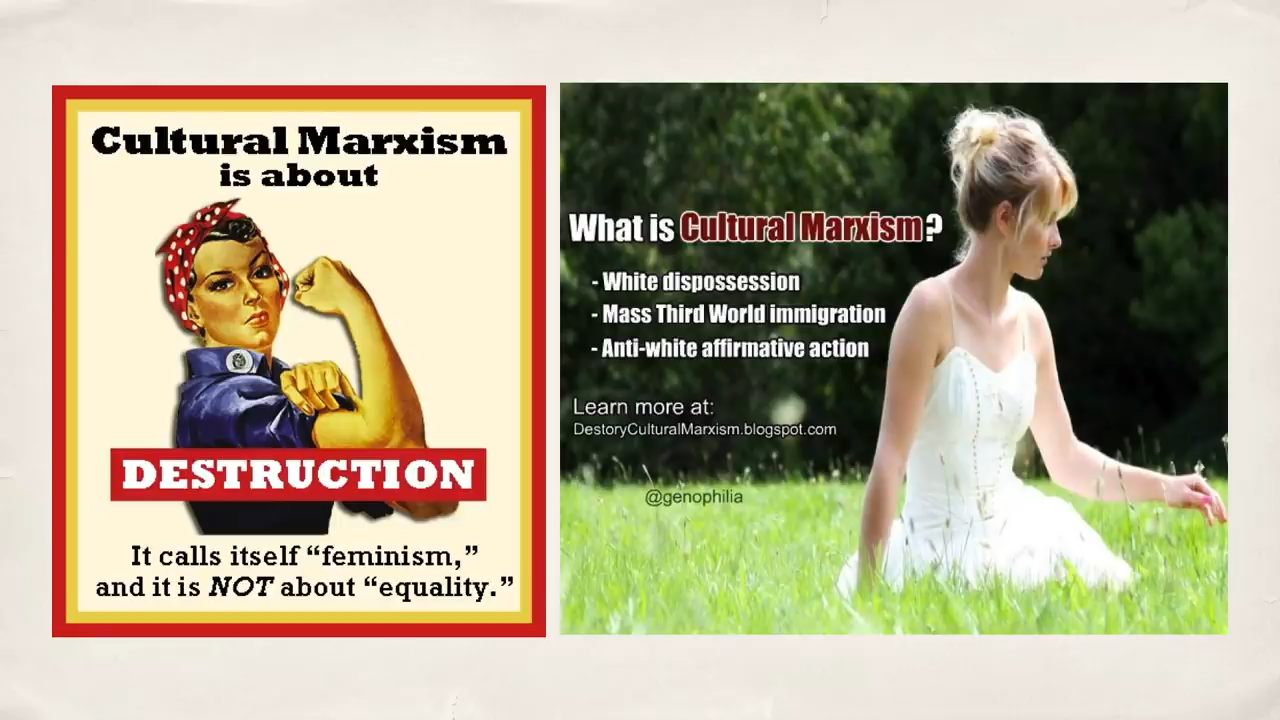 Cultural Marxism
is about
DESTRUCTION
It calls itself “feminism,”
and it is NOT about “equality.”
What is Cultural Marxism?
- White dispossession
- Mass Third World immigration
- Anti-white affirmative action
Learn more at:
DestoryCulturalMarxism.blogspot.com
@genophilia